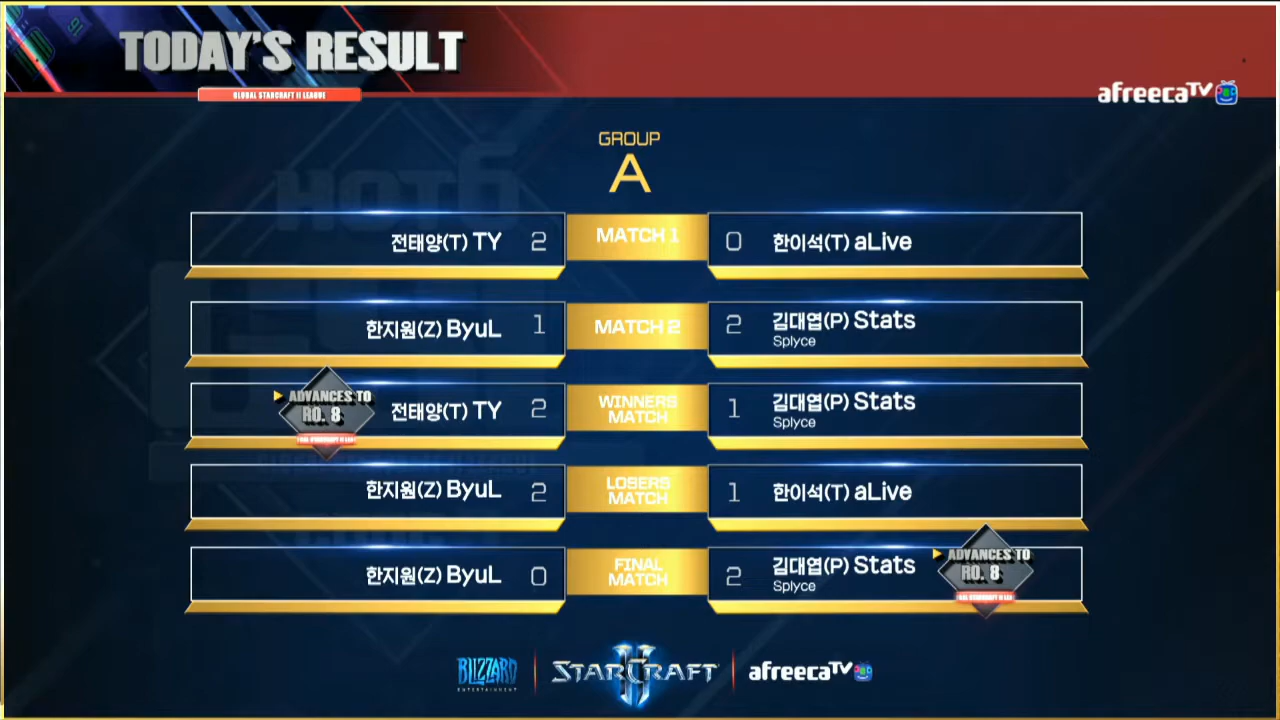 TODAY'S RESULT
GLOBAL STARCRAFT II LEAGUE
afreecaTV
GROUP
A
전태양(T) TY 2 MATCH 1 0 한이석(T) aLive
한지원(Z) ByuL 1 MATCH 2 2 김대엽(P) Stats
Splyce
ADVANCES TO
RO. 8
전태양(T) TY 2 WINNERS
MATCH 1 김대엽(P) Stats
Splyce
한지원(Z) ByuL 2 LOSERS
MATCH 1 한이석(T) aLive
한지원(Z) ByuL 0 FINAL
MATCH 2 김대엽(P) Stats
Splyce
ADVANCES TO
RO. 8
BLIZZARD
ENTERTAINMENT
STARCRAFT II
afreecaTV